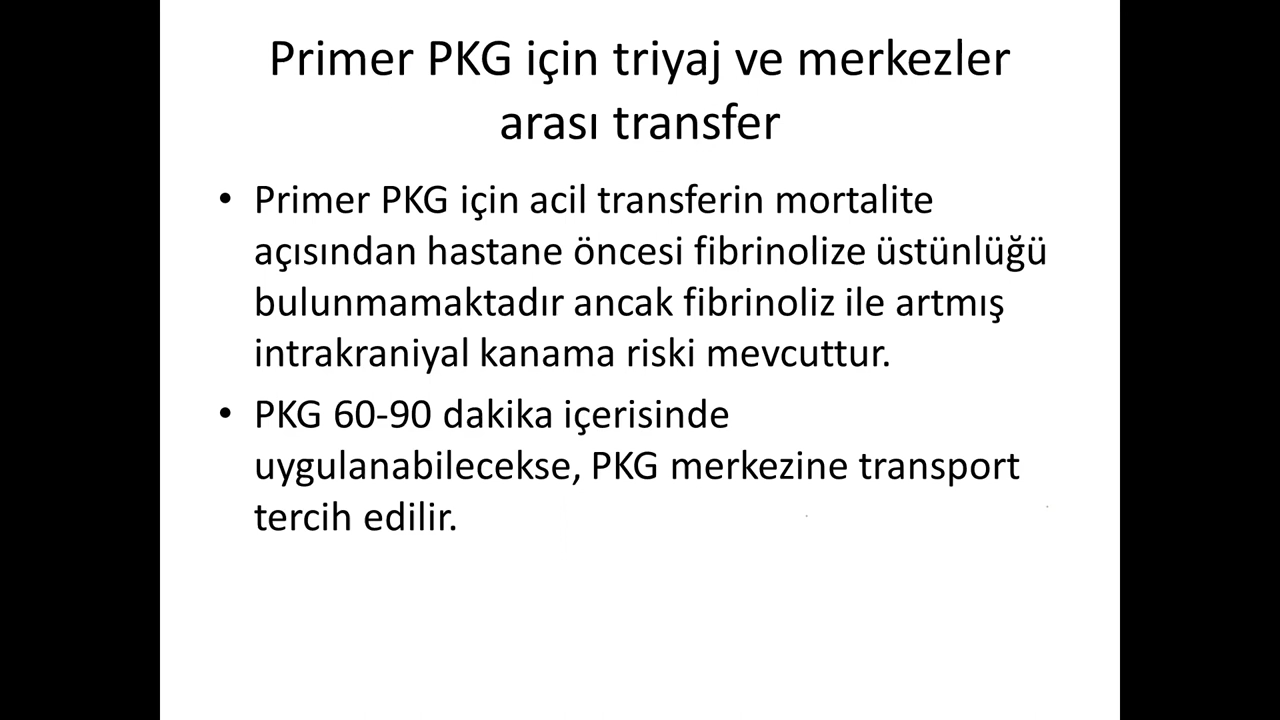 Primer PKG için triyaj ve merkezler
arası transfer
• Primer PKG için acil transferin mortalite
açısından hastane öncesi fibrinolize üstünlüğü
bulunmamaktadır ancak fibrinoliz ile artmış
intrakraniyal kanama riski mevcuttur.
• PKG 60-90 dakika içerisinde
uygulanabilecekse, PKG merkezine transport
tercih edilir.